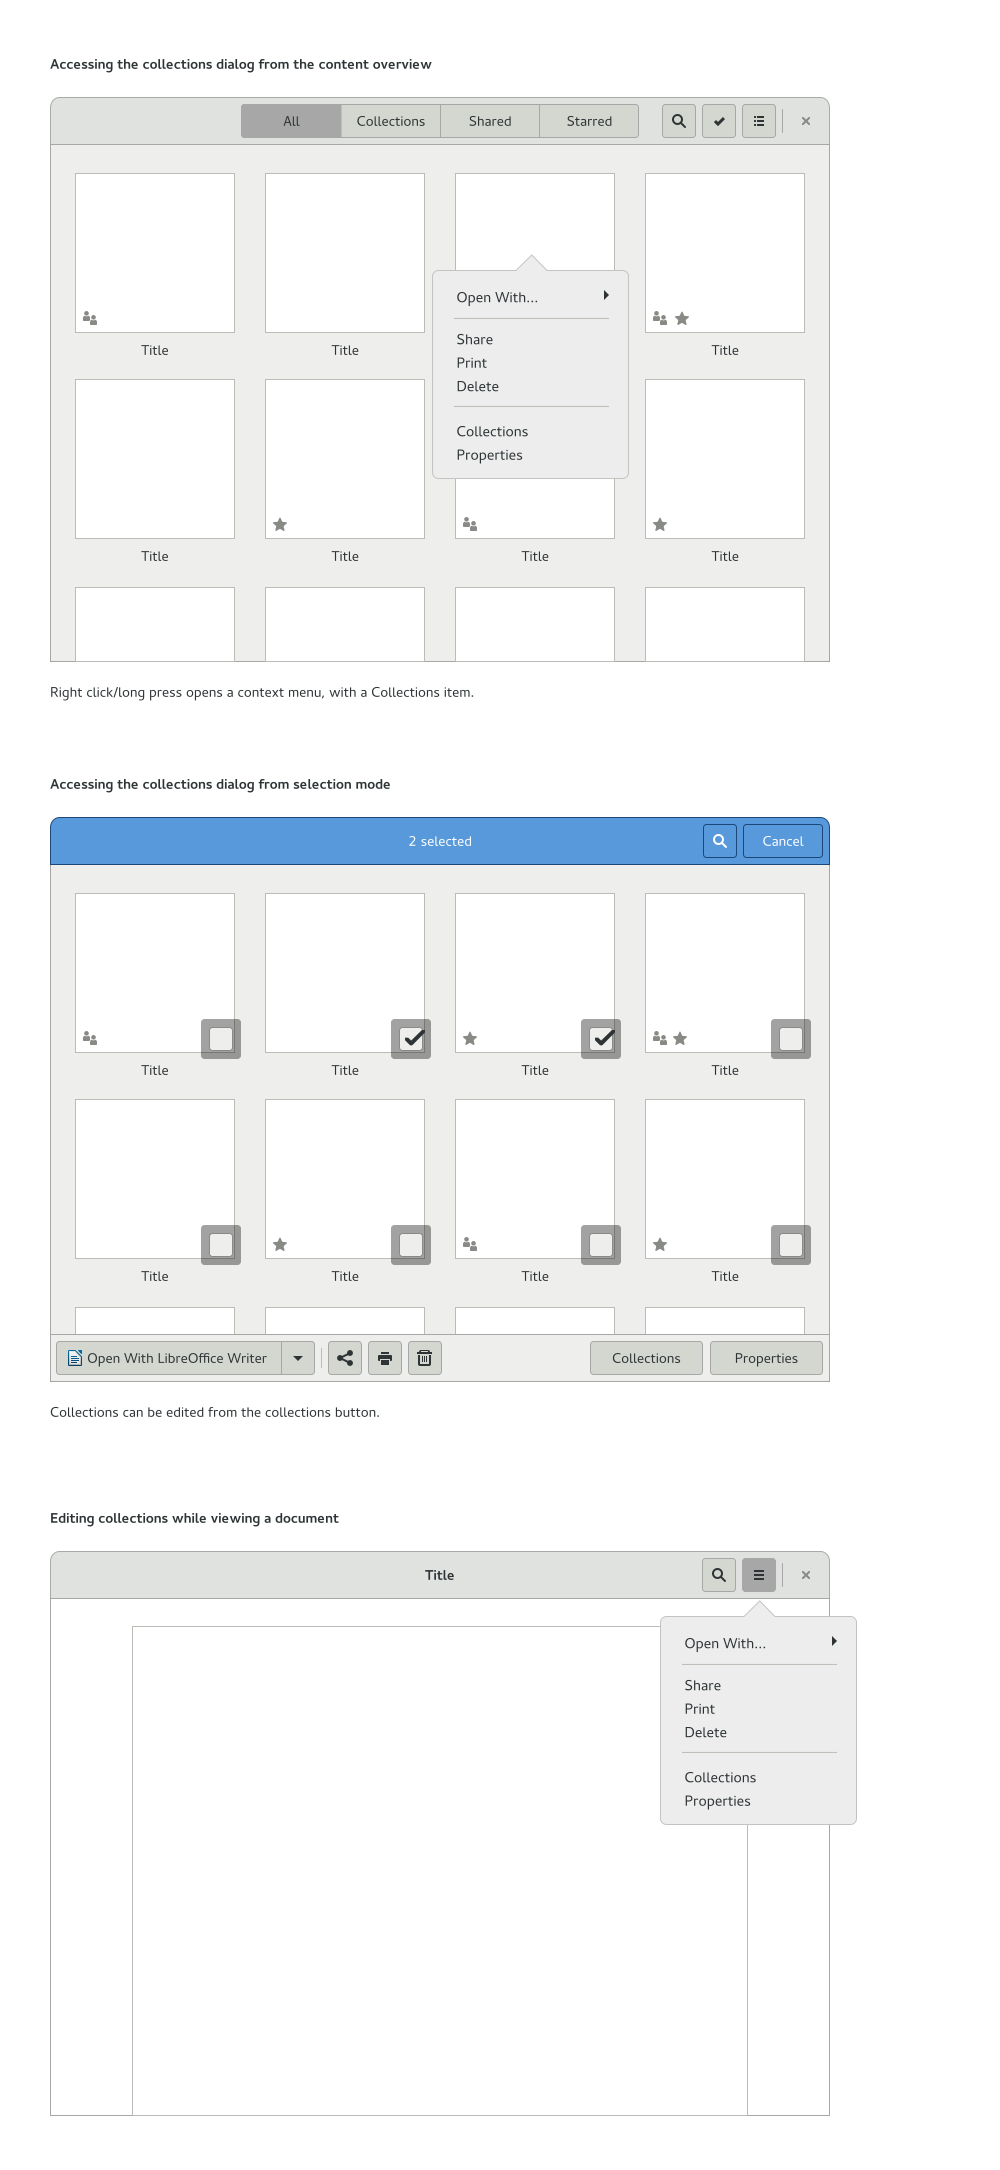 Accessing the collections dialog from the content overview
All Collections Shared Starred
Open With...
Share
Print
Delete
Collections
Properties
Title Title Title
Title Title Title Title
Right click/long press opens a context menu, with a Collections item.
Accessing the collections dialog from selection mode
2 selected Cancel
Title Title Title Title
Title Title Title Title
Open With LibreOffice Writer Collections Properties
Collections can be edited from the collections button.
Editing collections while viewing a document
Title
Open With...
Share
Print
Delete
Collections
Properties